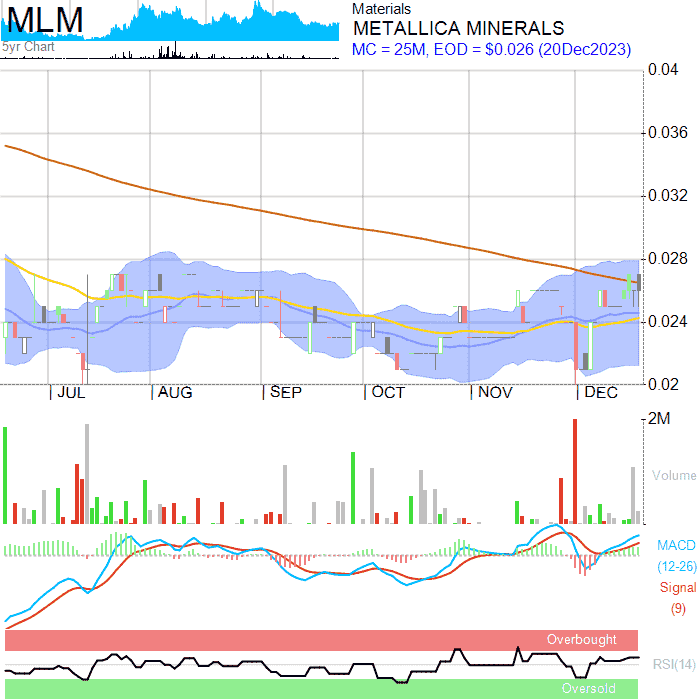 MLM
5yr Chart
Materials
METALLICA MINERALS
MC = 25M, EOD = $0.026 (20Dec2023)
0.04
0.036
0.032
0.028
0.024
0.02
JUL AUG SEP OCT NOV DEC
2M
Volume
MACD
(12-26)
Signal
(9)
Overbought
RSI(14)
Oversold